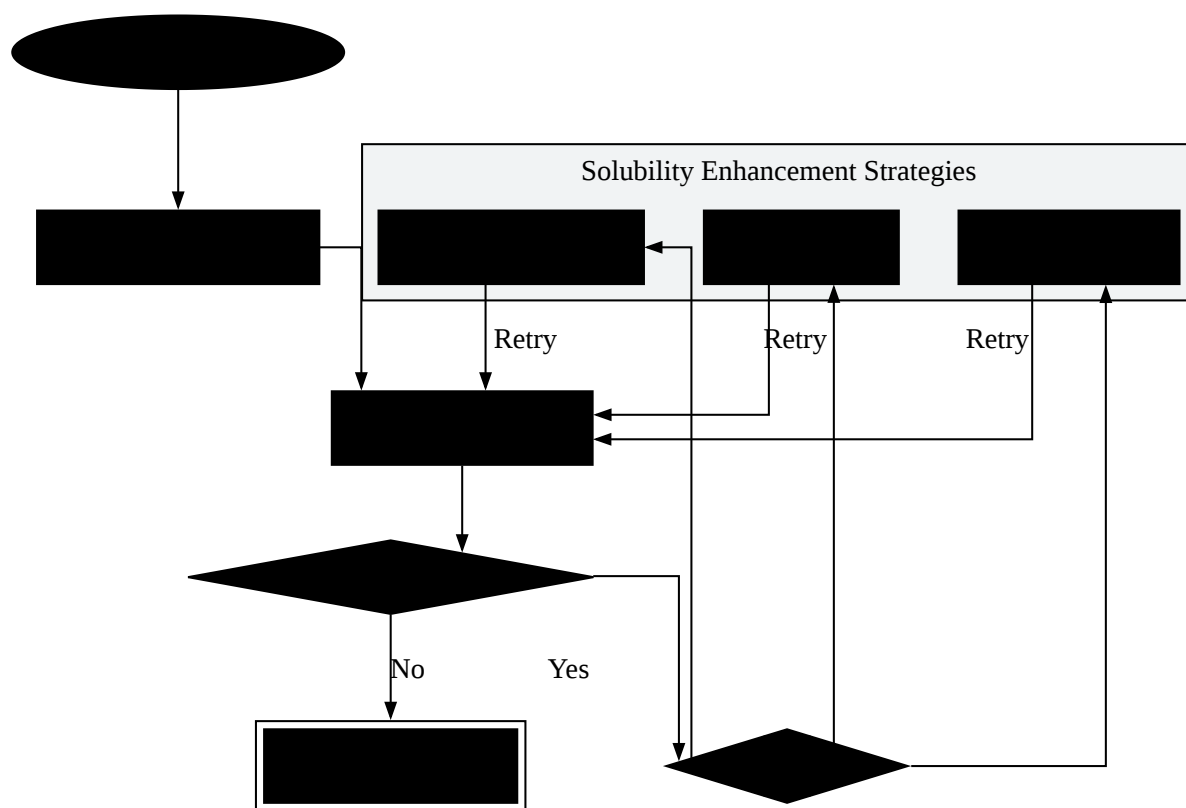 Solubility Enhancement Strategies
Retry
Retry
Retry
No
Yes